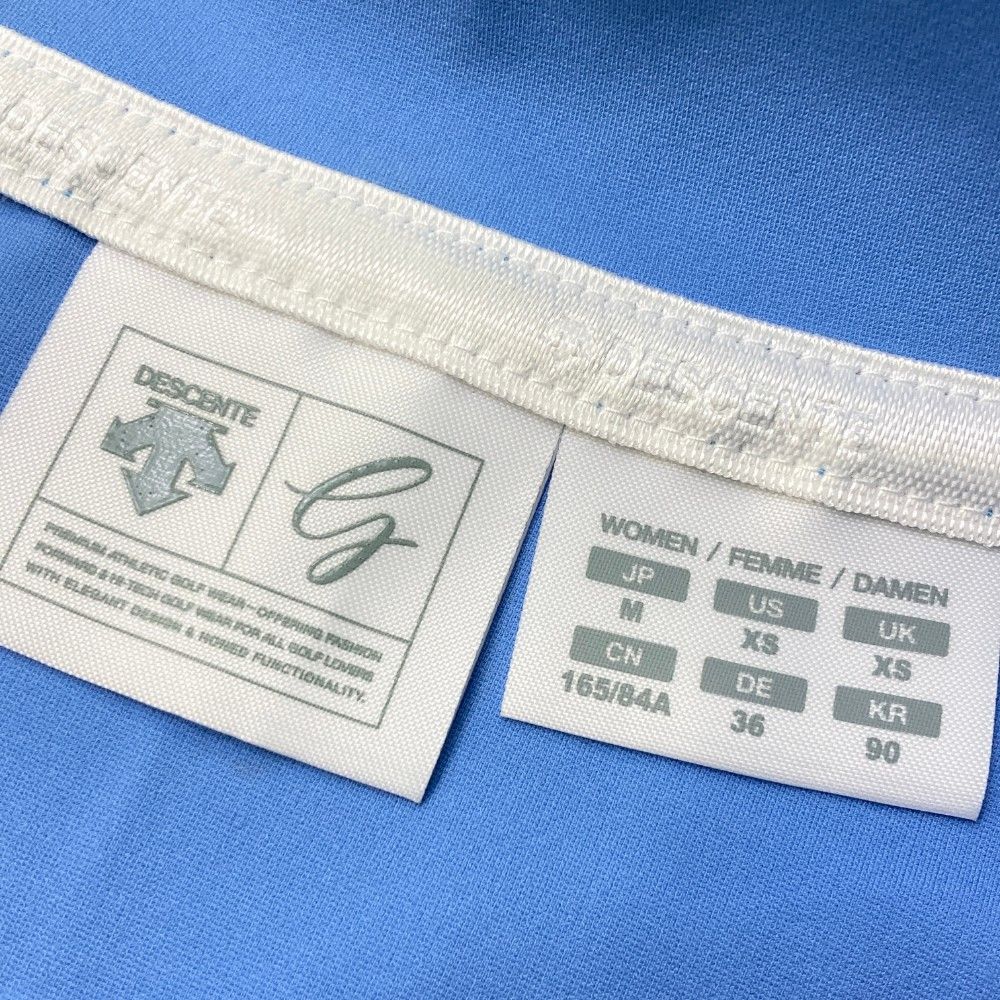 DESCENTE
DESCENTE
DESCENTE
G
PREMIUM ATHLETIC GOLF WEAR—OFFERING FASHION
FORWARD & HI-TECH GOLF WEAR FOR ALL GOLF LOVERS
WITH ELEGANT DESIGN & HONED FUNCTIONALITY.
WOMEN / FEMME / DAMEN
JP US UK
M XS XS
CN DE KR
165/84A 36 90